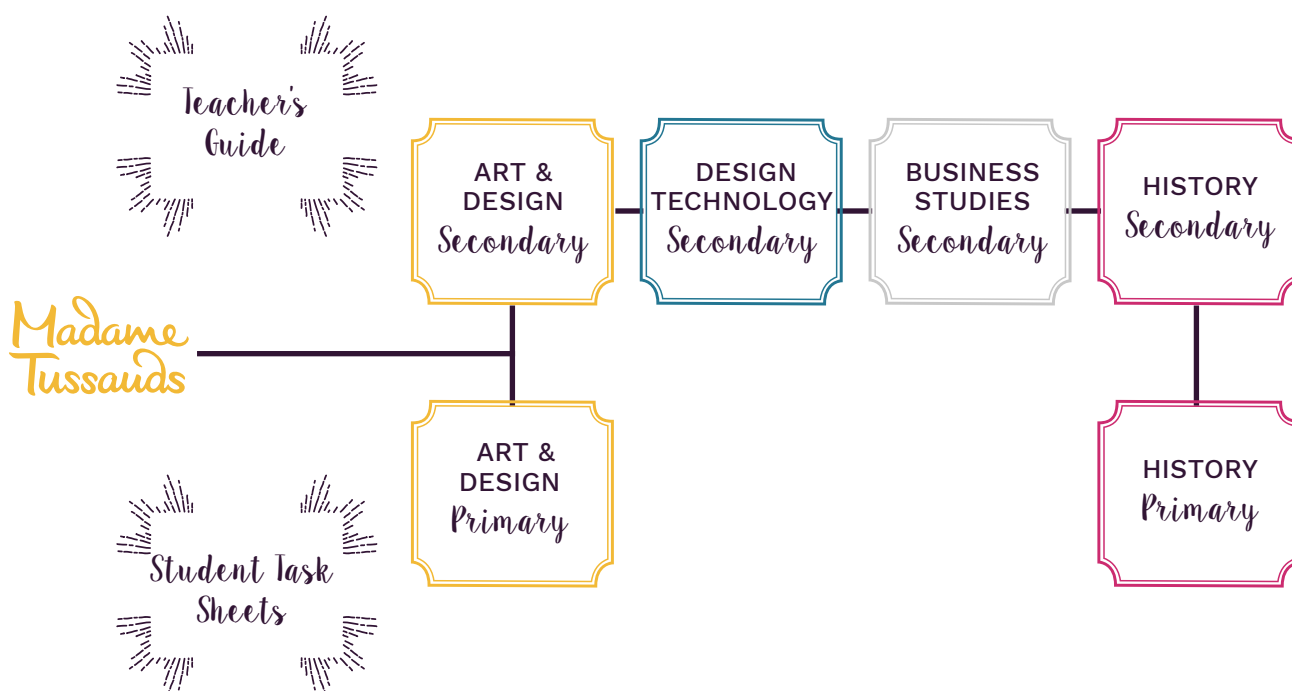 Teacher's
Guide
ART &
DESIGN
Secondary
DESIGN
TECHNOLOGY
Secondary
BUSINESS
STUDIES
Secondary
HISTORY
Secondary
Madame
Tussauds
ART &
DESIGN
Primary
HISTORY
Primary
Student Task
Sheets